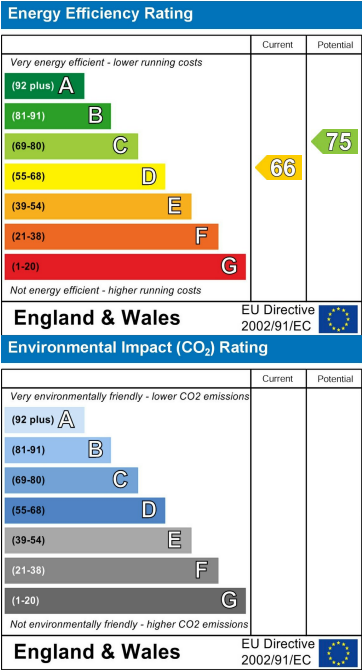 Energy Efficiency Rating
Current Potential
Very energy efficient - lower running costs
(92 plus) A
(81-91) B
(69-80) C
75
(55-68) D
66
(39-54) E
(21-38) F
(1-20) G
Not energy efficient - higher running costs
England & Wales
EU Directive
2002/91/EC
Environmental Impact (CO₂) Rating
Current Potential
Very environmentally friendly - lower CO2 emissions
(92 plus) A
(81-91) B
(69-80) C
(55-68) D
(39-54) E
(21-38) F
(1-20) G
Not environmentally friendly - higher CO2 emissions
England & Wales
EU Directive
2002/91/EC